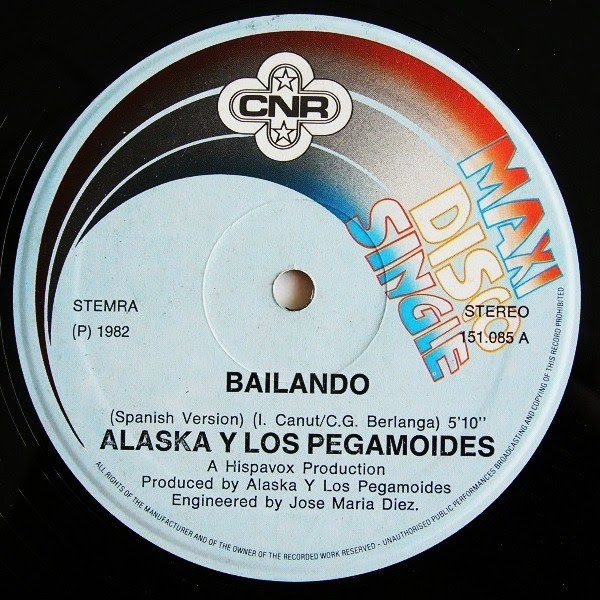 CNR
MAXI
DISCO
SINGLE
STEMRA
(P) 1982
STEREO
151.085 A
BAILANDO
(Spanish Version) (I. Canut/C.G. Berlanga) 5'10''
ALASKA Y LOS PEGAMOIDES
A Hispavox Production
Produced by Alaska Y Los Pegamoides
Engineered by Jose Maria Diez.
ALL RIGHTS OF THE MANUFACTURER AND OF THE OWNER OF THE RECORDED WORK RESERVED - UNAUTHORISED PUBLIC PERFORMANCES BROADCASTING AND COPYING OF THIS RECORD PROHIBITED